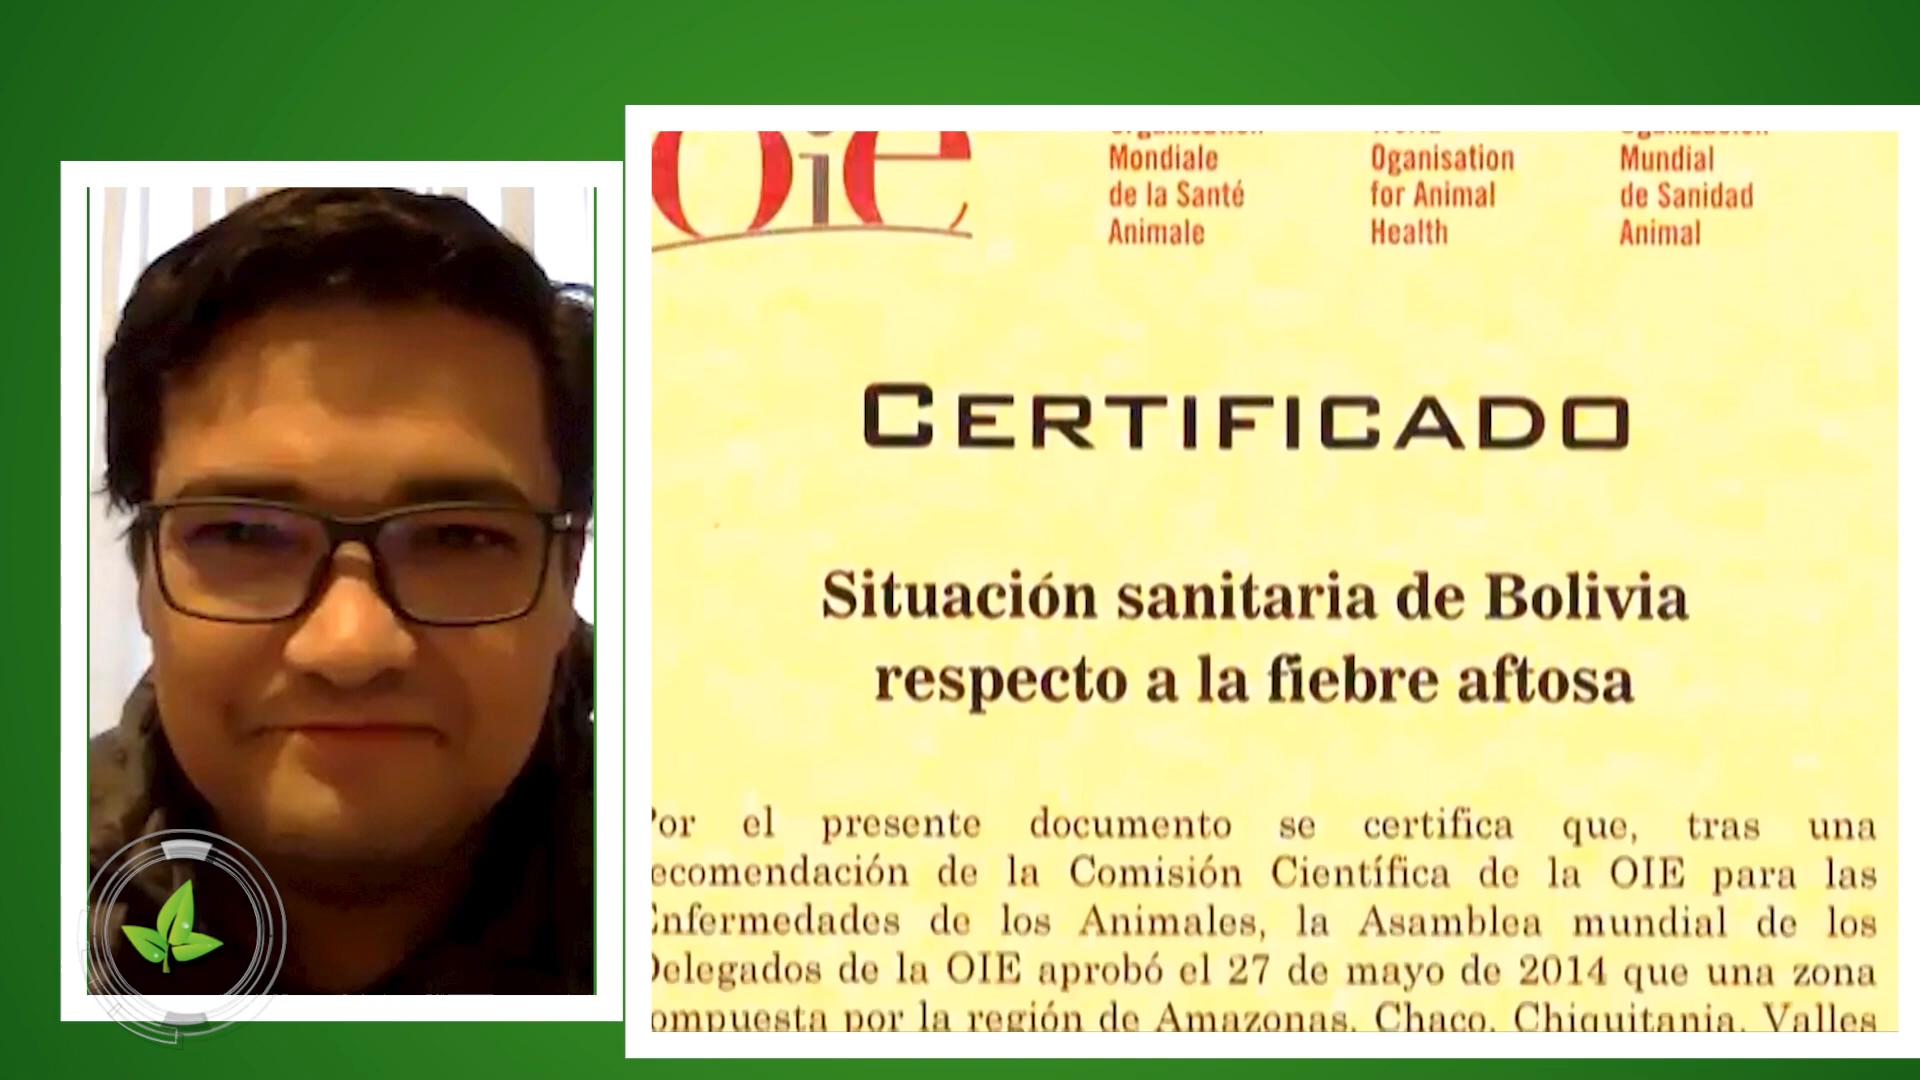 oie
Mondiale
de la Santé
Animale
Oganisation
for Animal
Health
Mundial
de Sanidad
Animal
CERTIFICADO
Situación sanitaria de Bolivia
respecto a la fiebre aftosa
el presente documento se certifica que, tras una
de la Comisión Científica de la OIE para las
de los Animales, la Asamblea mundial de los
de la OIE aprobó el 27 de mayo de 2014 que una zona
por la región de Amazonas, Chaco, Chiquitania, Valles